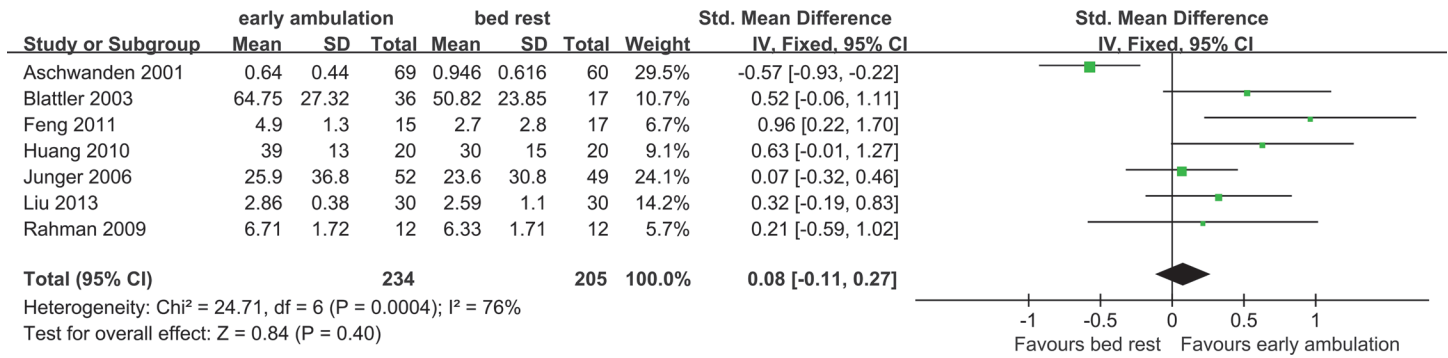 early ambulation bed rest Std. Mean Difference Std. Mean Difference
Study or Subgroup Mean SD Total Mean SD Total Weight IV, Fixed, 95% CI IV, Fixed, 95% CI
Aschwanden 2001 0.64 0.44 69 0.946 0.616 60 29.5% -0.57 [-0.93, -0.22]
Blattler 2003 64.75 27.32 36 50.82 23.85 17 10.7% 0.52 [-0.06, 1.11]
Feng 2011 4.9 1.3 15 2.7 2.8 17 6.7% 0.96 [0.22, 1.70]
Huang 2010 39 13 20 30 15 20 9.1% 0.63 [-0.01, 1.27]
Junger 2006 25.9 36.8 52 23.6 30.8 49 24.1% 0.07 [-0.32, 0.46]
Liu 2013 2.86 0.38 30 2.59 1.1 30 14.2% 0.32 [-0.19, 0.83]
Rahman 2009 6.71 1.72 12 6.33 1.71 12 5.7% 0.21 [-0.59, 1.02]
Total (95% CI) 234 205 100.0% 0.08 [-0.11, 0.27]
Heterogeneity: Chi² = 24.71, df = 6 (P = 0.0004); I² = 76%
Test for overall effect: Z = 0.84 (P = 0.40)
-1 -0.5 0 0.5 1
Favours bed rest Favours early ambulation